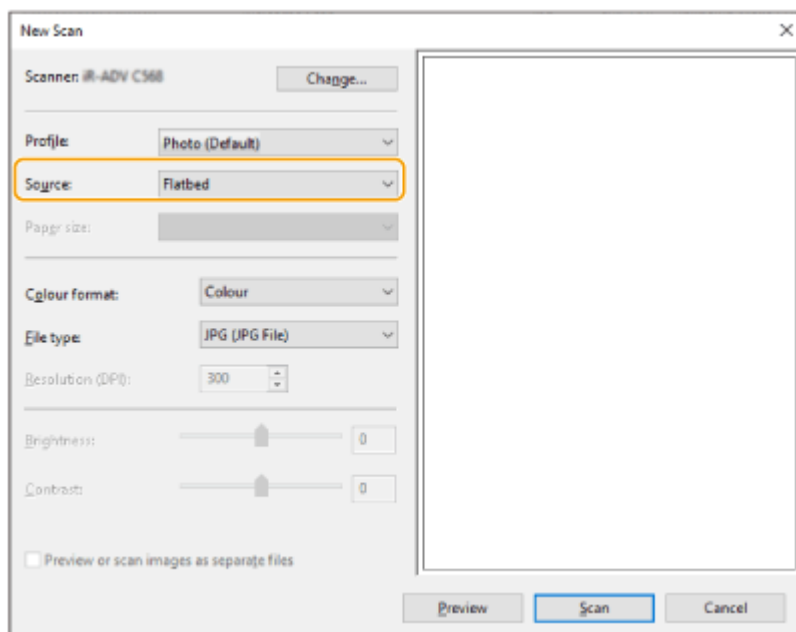 New Scan
Scanner: iR-ADV C568 Change...
Profile: Photo (Default)
Source: Flatbed
Paper size:
Colour format: Colour
File type: JPG (JPG File)
Resolution (DPI): 300
Brightness: 0
Contrast: 0
Preview or scan images as separate files
Preview Scan Cancel